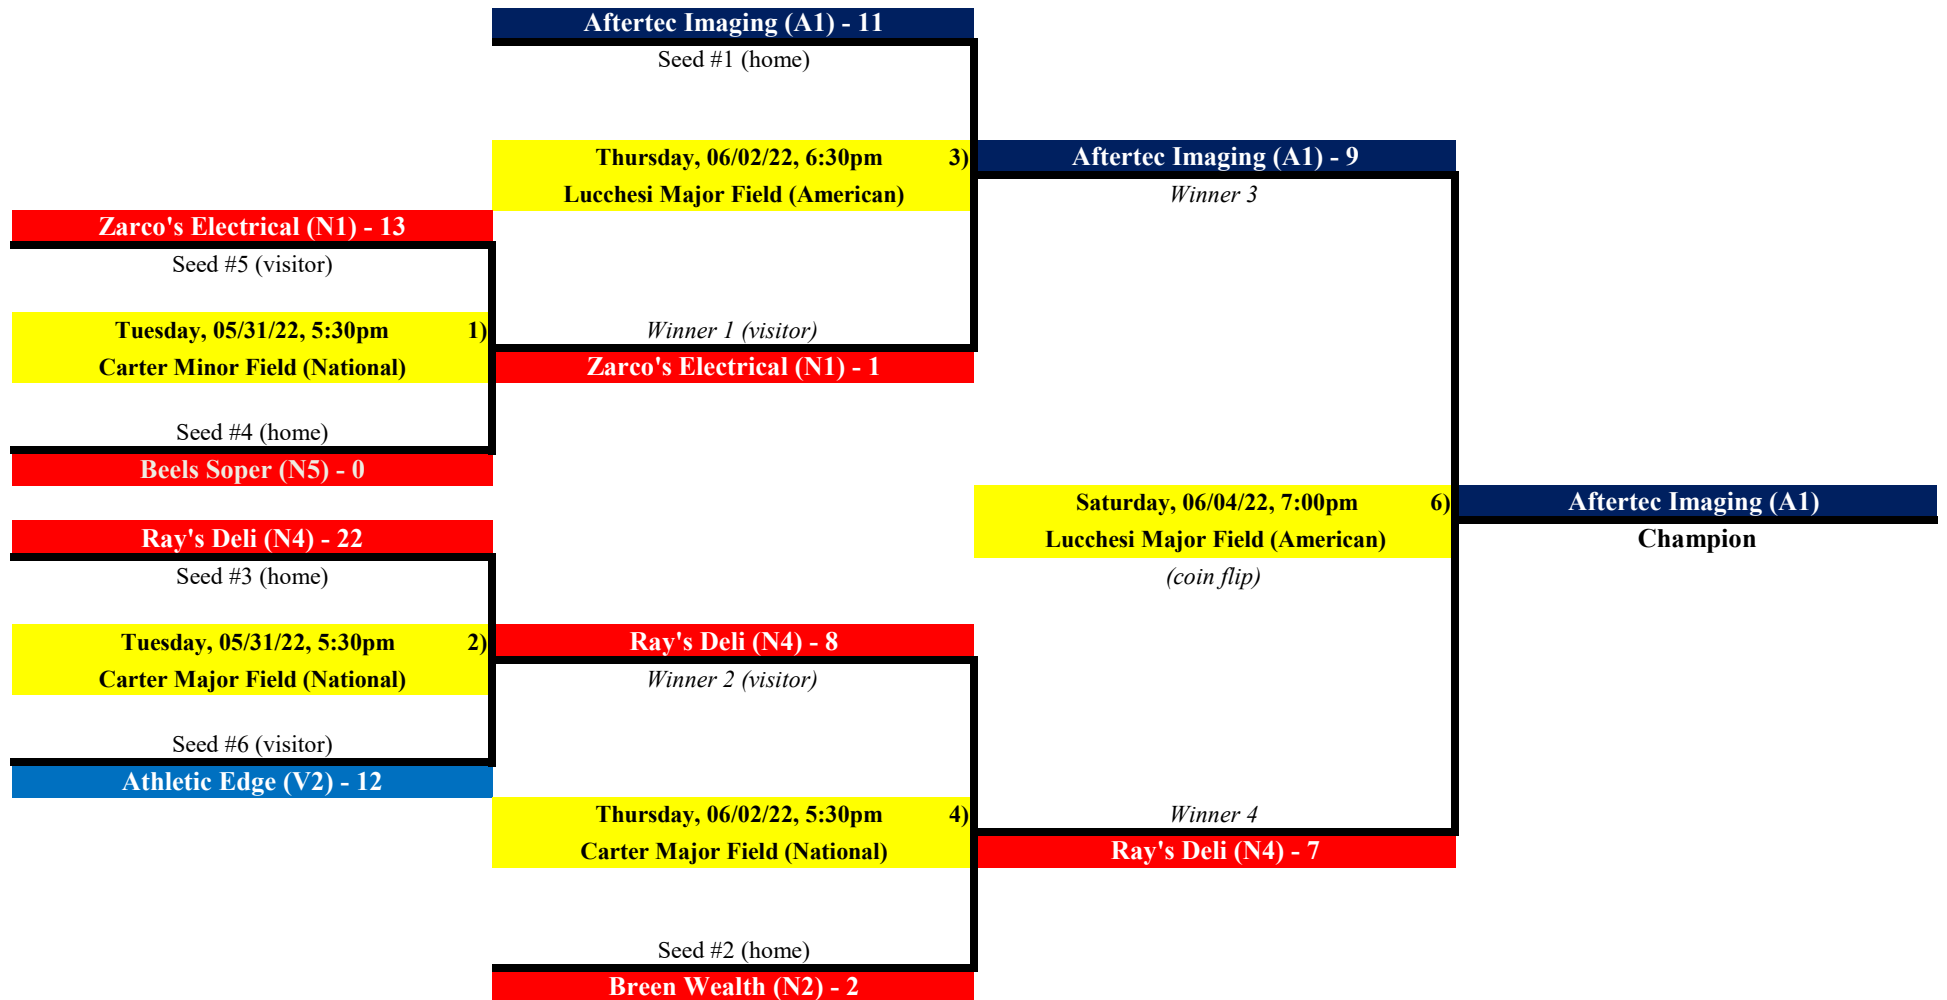 Aftertec Imaging (A1) - 11
Seed #1 (home)
Thursday, 06/02/22, 6:30pm 3)
Lucchesi Major Field (American)
Aftertec Imaging (A1) - 9
Winner 3
Zarco's Electrical (N1) - 13
Seed #5 (visitor)
Tuesday, 05/31/22, 5:30pm 1)
Carter Minor Field (National)
Winner 1 (visitor)
Zarco's Electrical (N1) - 1
Seed #4 (home)
Beels Soper (N5) - 0
Saturday, 06/04/22, 7:00pm 6)
Lucchesi Major Field (American)
(coin flip)
Aftertec Imaging (A1)
Champion
Ray's Deli (N4) - 22
Seed #3 (home)
Tuesday, 05/31/22, 5:30pm 2)
Carter Major Field (National)
Ray's Deli (N4) - 8
Winner 2 (visitor)
Seed #6 (visitor)
Athletic Edge (V2) - 12
Thursday, 06/02/22, 5:30pm 4)
Carter Major Field (National)
Winner 4
Ray's Deli (N4) - 7
Seed #2 (home)
Breen Wealth (N2) - 2